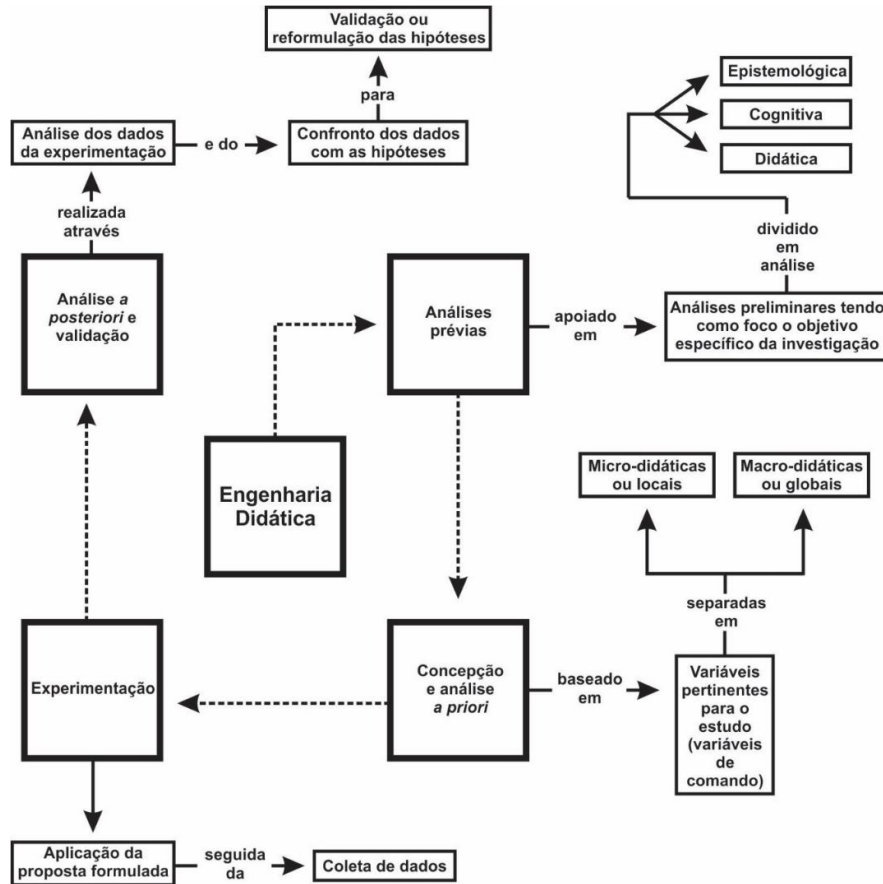 Validação ou
reformulação das hipóteses
para
Análise dos dados
da experimentação
e do
Confronto dos dados
com as hipóteses
realizada
através
Análise a
posteriori e
validação
Epistemológica
Cognitiva
Didática
dividido
em
análise
Análises
prévias
apoiado
em
Análises preliminares tendo
como foco o objetivo
específico da investigação
Engenharia
Didática
Micro-didáticas
ou locais
Macro-didáticas
ou globais
separadas
em
Experimentação
Concepção
e análise
a priori
baseado
em
Variáveis
pertinentes
para o
estudo
(variáveis
de
comando)
Aplicação da
proposta formulada
seguida
da
Coleta de dados